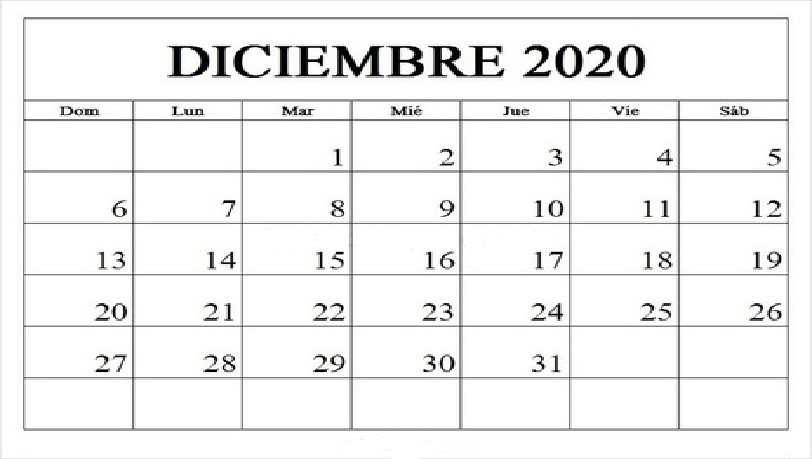 DICIEMBRE 2020
Dom Lun Mar Mié Jue Vie Sáb
1 2 3 4 5
6 7 8 9 10 11 12
13 14 15 16 17 18 19
20 21 22 23 24 25 26
27 28 29 30 31